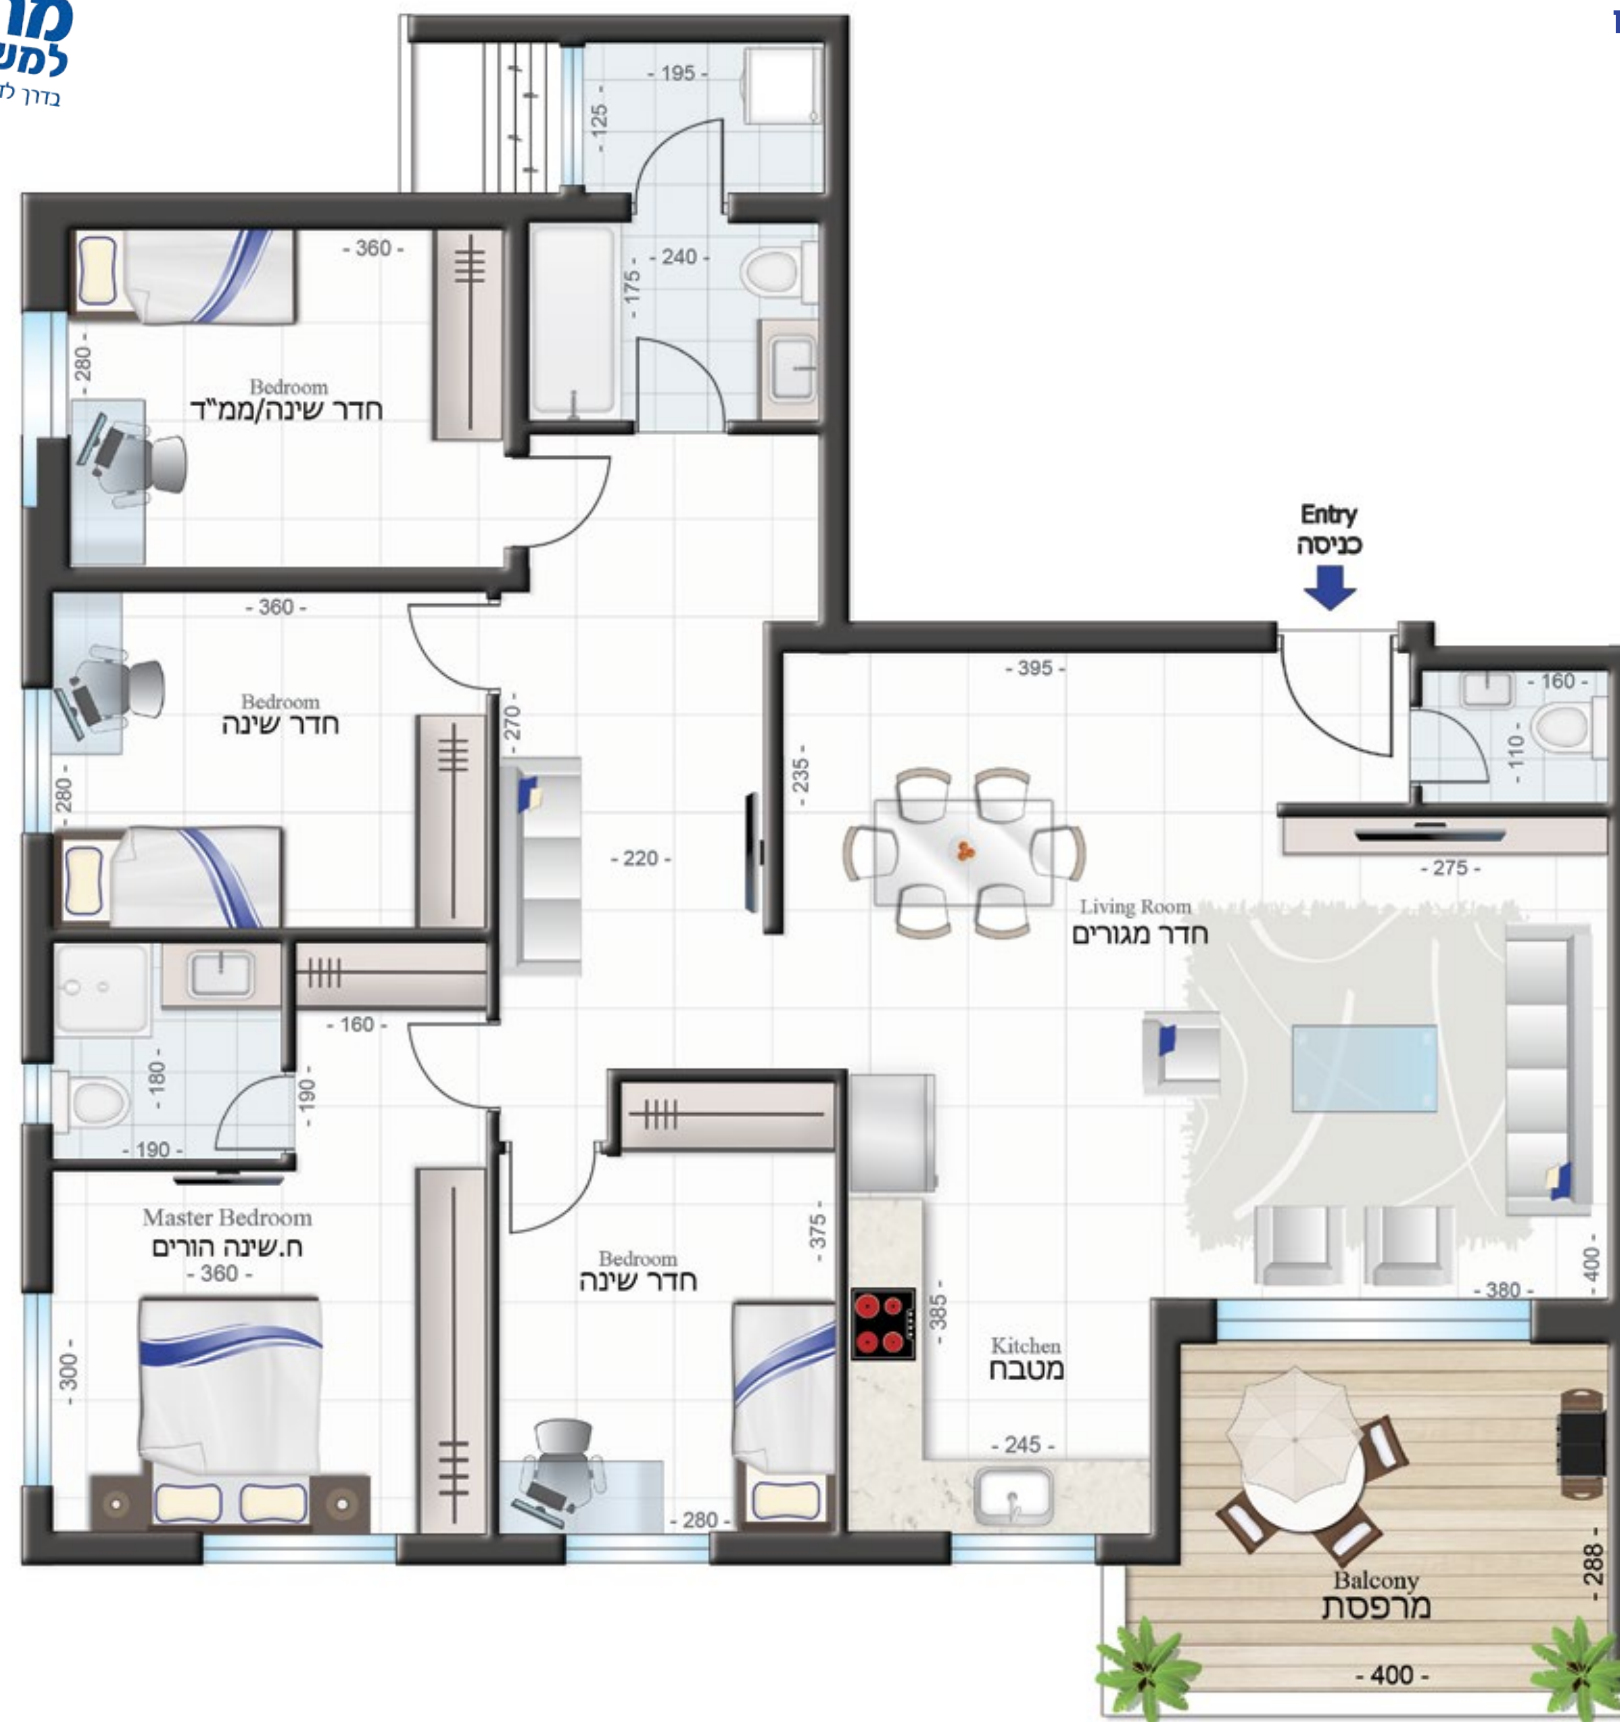 - 195 -
- 125 -
- 360 -
- 240 -
- 175 -
- 280 -
Bedroom
חדר שינה/ממ"ד
Entry
כניסה
- 360 -
- 395 -
- 160 -
Bedroom
חדר שינה
- 270 -
- 110 -
- 235 -
- 280 -
- 220 -
- 275 -
Living Room
חדר מגורים
- 160 -
- 180 -
- 190 -
- 190 -
Master Bedroom
ח.שינה הורים
- 360 -
- 375 -
Bedroom
חדר שינה
- 400 -
- 380 -
- 385 -
Kitchen
מטבח
- 300 -
- 245 -
- 280 -
- 288 -
Balcony
מרפסת
- 400 -